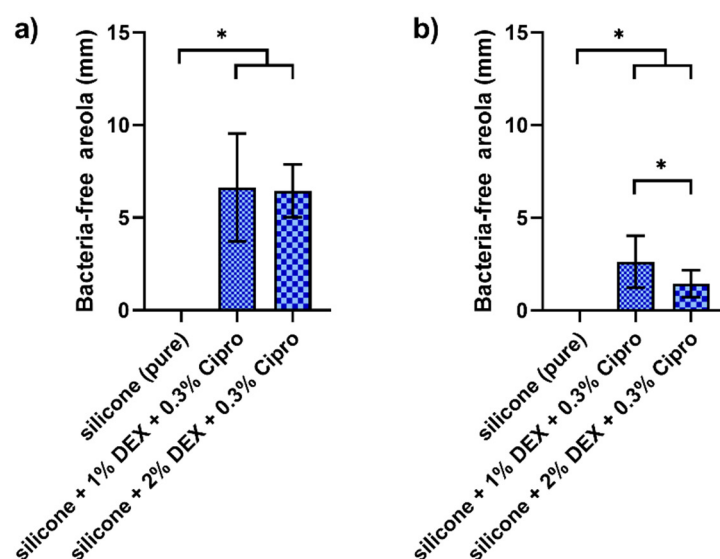 a)
Bacteria-free areola (mm)
15
10
5
0
*
silicone (pure)
silicone + 1% DEX + 0.3% Cipro
silicone + 2% DEX + 0.3% Cipro
b)
Bacteria-free areola (mm)
15
10
5
0
*
*
silicone (pure)
silicone + 1% DEX + 0.3% Cipro
silicone + 2% DEX + 0.3% Cipro